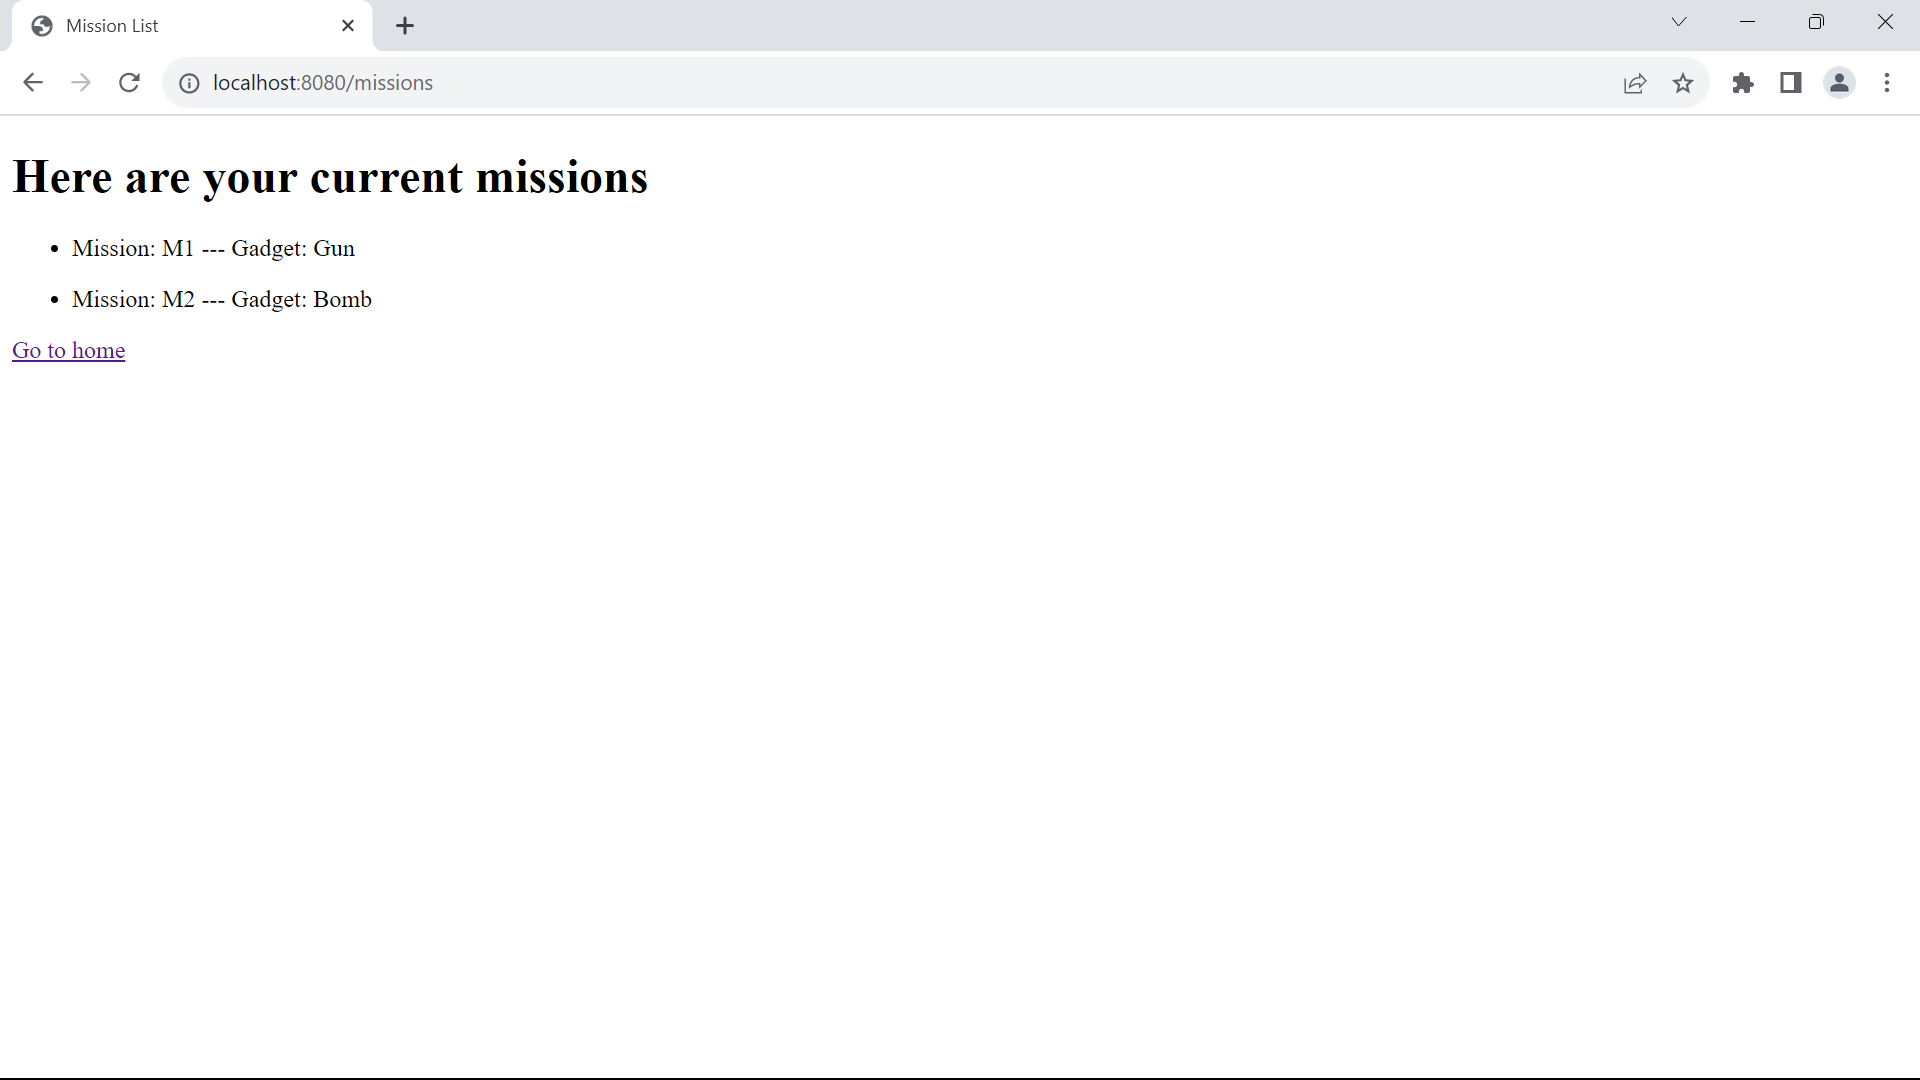 Mission List
localhost:8080/missions
Here are your current missions
Mission: M1 --- Gadget: Gun
Mission: M2 --- Gadget: Bomb
Go to home